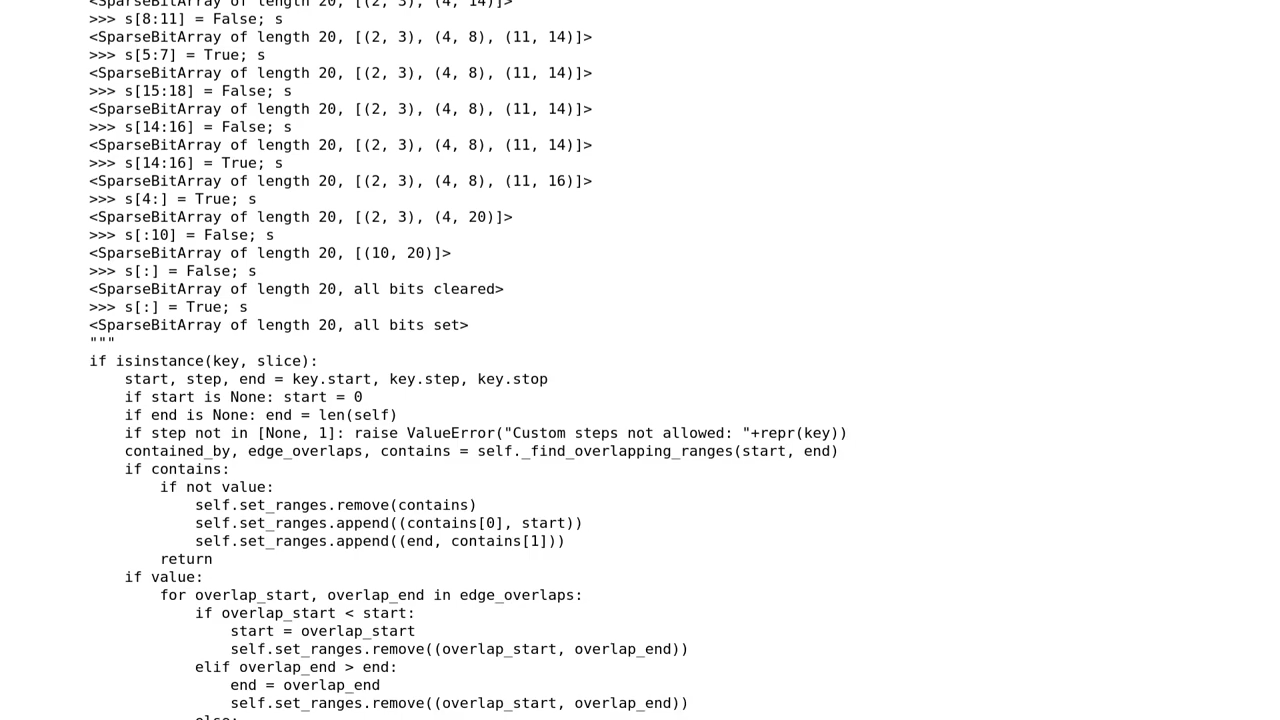 <SparseBitArray of length 20, [(2, 3), (4, 14)]>
>>> s[8:11] = False; s
<SparseBitArray of length 20, [(2, 3), (4, 8), (11, 14)]>
>>> s[5:7] = True; s
<SparseBitArray of length 20, [(2, 3), (4, 8), (11, 14)]>
>>> s[15:18] = False; s
<SparseBitArray of length 20, [(2, 3), (4, 8), (11, 14)]>
>>> s[14:16] = False; s
<SparseBitArray of length 20, [(2, 3), (4, 8), (11, 14)]>
>>> s[14:16] = True; s
<SparseBitArray of length 20, [(2, 3), (4, 8), (11, 16)]>
>>> s[4:] = True; s
<SparseBitArray of length 20, [(2, 3), (4, 20)]>
>>> s[:10] = False; s
<SparseBitArray of length 20, [(10, 20)]>
>>> s[:] = False; s
<SparseBitArray of length 20, all bits cleared>
>>> s[:] = True; s
<SparseBitArray of length 20, all bits set>
"""
if isinstance(key, slice):
    start, step, end = key.start, key.step, key.stop
    if start is None: start = 0
    if end is None: end = len(self)
    if step not in [None, 1]: raise ValueError("Custom steps not allowed: "+repr(key))
    contained_by, edge_overlaps, contains = self._find_overlapping_ranges(start, end)
    if contains:
        if not value:
            self.set_ranges.remove(contains)
            self.set_ranges.append((contains[0], start))
            self.set_ranges.append((end, contains[1]))
        return
    if value:
        for overlap_start, overlap_end in edge_overlaps:
            if overlap_start < start:
                start = overlap_start
                self.set_ranges.remove((overlap_start, overlap_end))
            elif overlap_end > end:
                end = overlap_end
                self.set_ranges.remove((overlap_start, overlap_end))
            else: